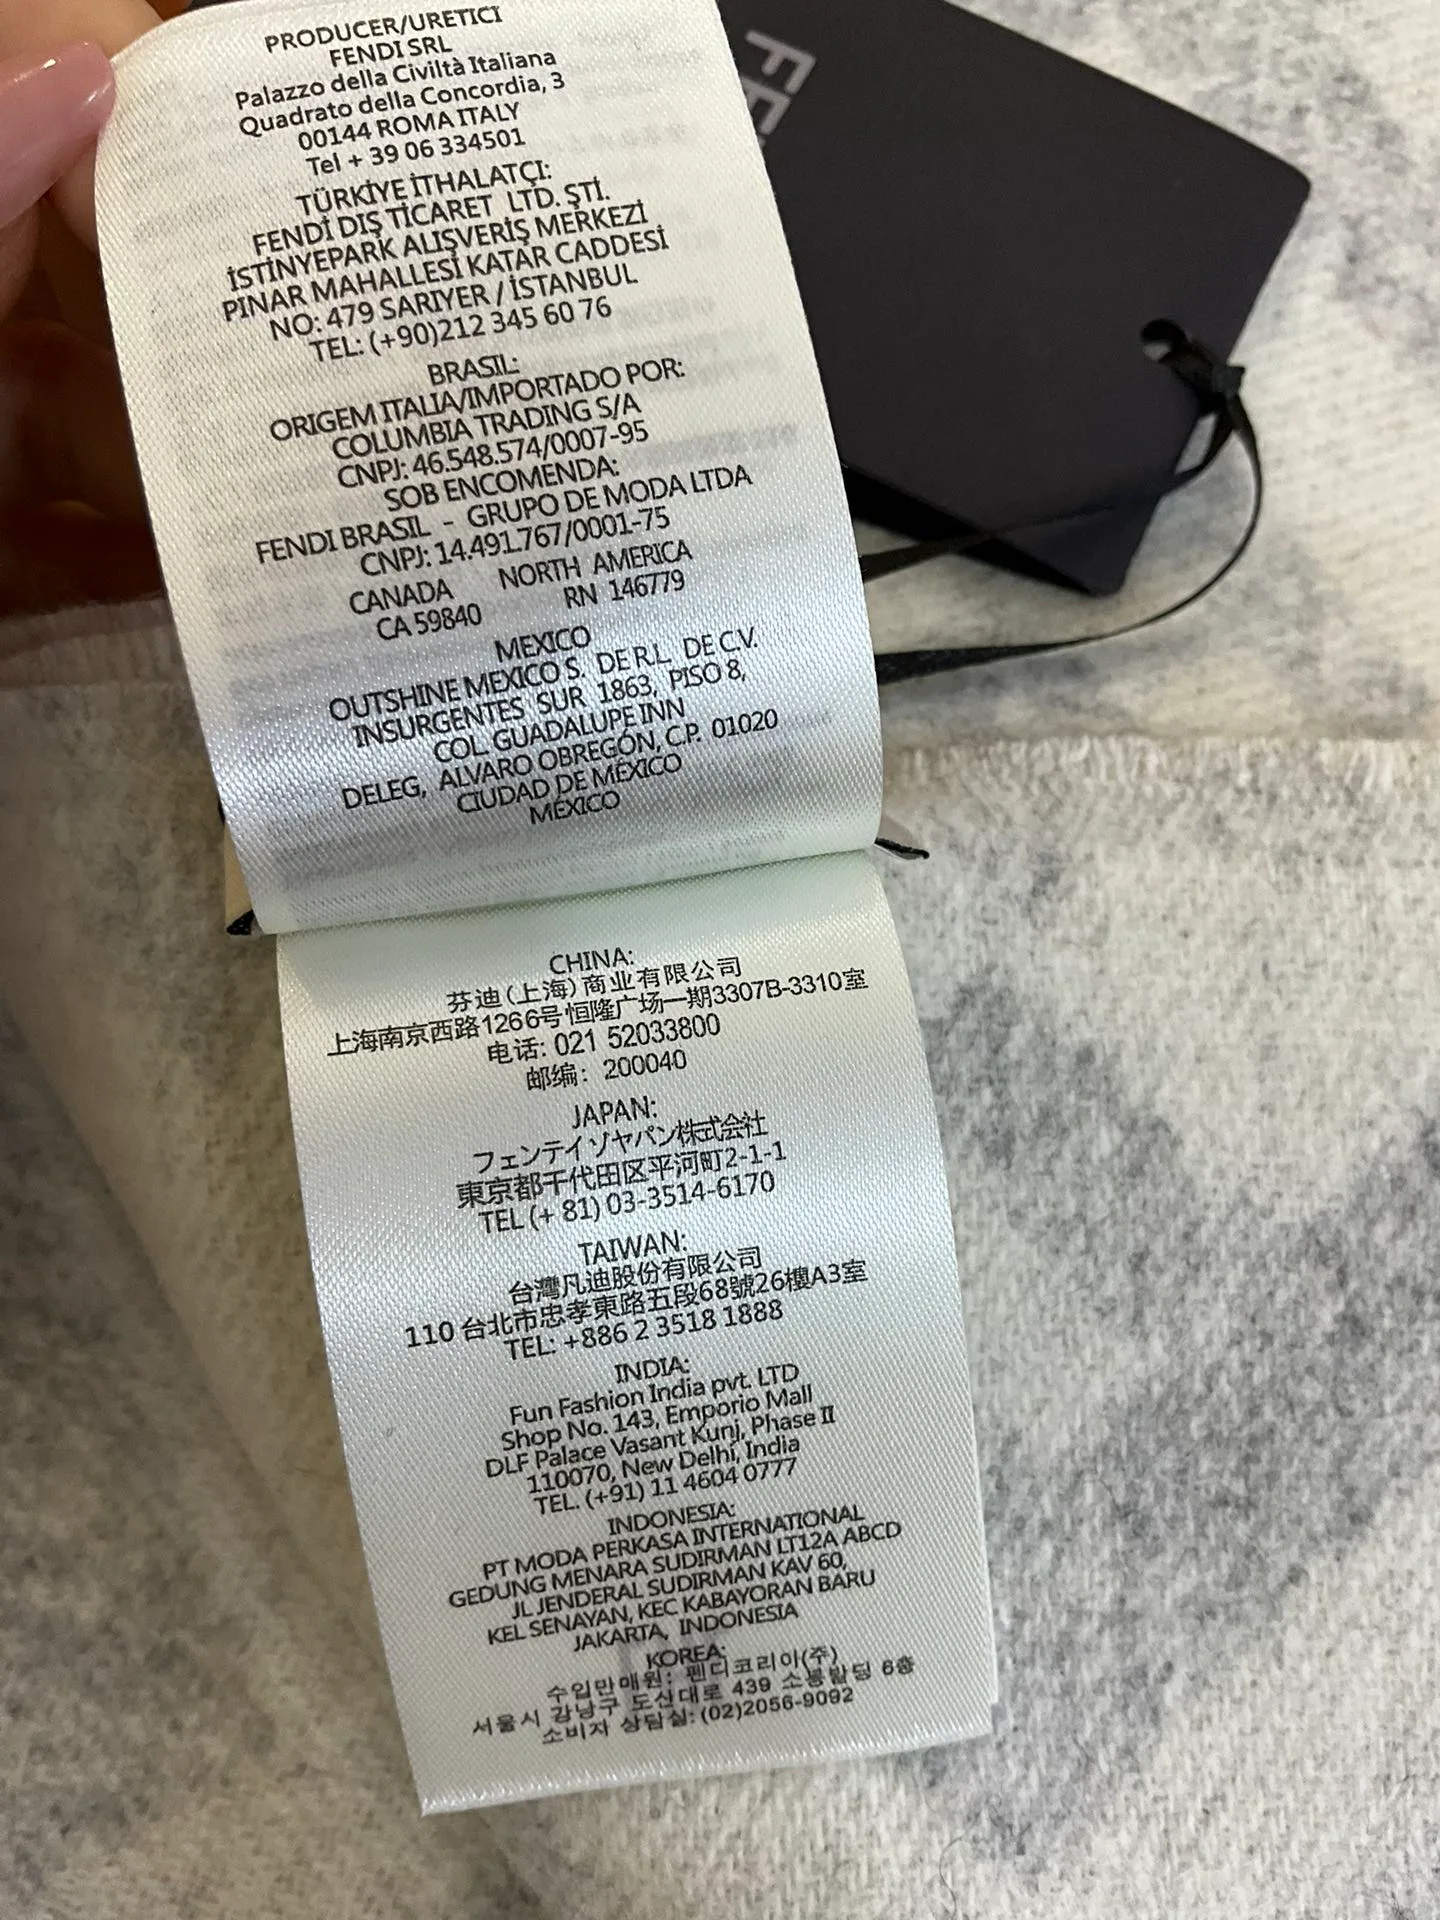 PRODUCER/URETICI
FENDI SRL
Palazzo della Civiltà Italiana
Quadrato della Concordia, 3
00144 ROMA ITALY
Tel + 39 06 334501
TÜRKİYE İTHALATÇI:
FENDİ DIŞ TİCARET LTD. ŞTİ.
İSTİNYEPARK ALIŞVERİŞ MERKEZİ
PINAR MAHALLESİ KATAR CADDESİ
NO: 479 SARIYER / İSTANBUL
TEL: (+90)212 345 60 76
BRASIL:
ORIGEM ITALIA/IMPORTADO POR:
COLUMBIA TRADING S/A
CNPJ: 46.548.574/0007-95
SOB ENCOMENDA:
FENDI BRASIL - GRUPO DE MODA LTDA
CNPJ: 14.491.767/0001-75
CANADA NORTH AMERICA
CA 59840 RN 146779
MEXICO
OUTSHINE MEXICO S. DE R.L. DE C.V.
INSURGENTES SUR 1863, PISO 8,
COL. GUADALUPE INN
DELEG, ALVARO OBREGÓN, C.P. 01020
CIUDAD DE MÉXICO
MÉXICO
CHINA:
芬迪(上海)商业有限公司
上海南京西路1266号恒隆广场一期3307B-3310室
电话: 021 52033800
邮编: 200040
JAPAN:
フェンテイゾヤパン株式会社
東京都千代田区平河町2-1-1
TEL (+ 81) 03-3514-6170
TAIWAN:
台灣凡迪股份有限公司
110 台北市忠孝東路五段68號26樓A3室
TEL: +886 2 3518 1888
INDIA:
Fun Fashion India pvt. LTD
Shop No. 143, Emporio Mall
DLF Palace Vasant Kunj, Phase II
110070, New Delhi, India
TEL. (+91) 11 4604 0777
INDONESIA:
PT MODA PERKASA INTERNATIONAL
GEDUNG MENARA SUDIRMAN LT12A ABCD
JL JENDERAL SUDIRMAN KAV 60,
KEL SENAYAN, KEC KABAYORAN BARU
JAKARTA, INDONESIA
KOREA:
수입판매원: 펜디코리아(주)
서울시 강남구 도산대로 439 소봉빌딩 6층
소비자 상담실: (02)2056-9092